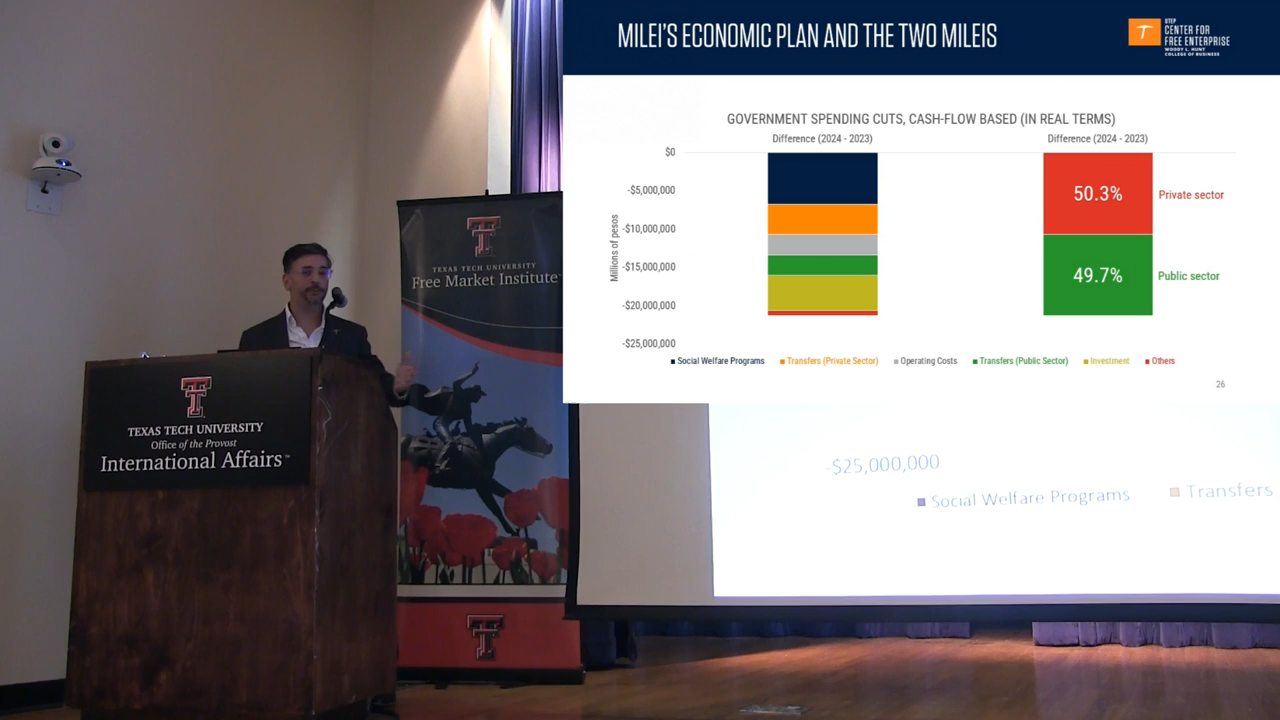 MILEI'S ECONOMIC PLAN AND THE TWO MILEIS
UTEP
CENTER FOR
FREE ENTERPRISE
WOODY L. HUNT
COLLEGE OF BUSINESS
GOVERNMENT SPENDING CUTS, CASH-FLOW BASED (IN REAL TERMS)
Difference (2024 - 2023)
Difference (2024 - 2023)
Millions of pesos
$0
-$5,000,000
-$10,000,000
-$15,000,000
-$20,000,000
-$25,000,000
50.3%
Private sector
49.7%
Public sector
Social Welfare Programs
Transfers (Private Sector)
Operating Costs
Transfers (Public Sector)
Investment
Others
26
-$25,000,000
Social Welfare Programs
Transfers
TEXAS TECH UNIVERSITY
Free Market Institute
TEXAS TECH UNIVERSITY
Office of the Provost
International Affairs™